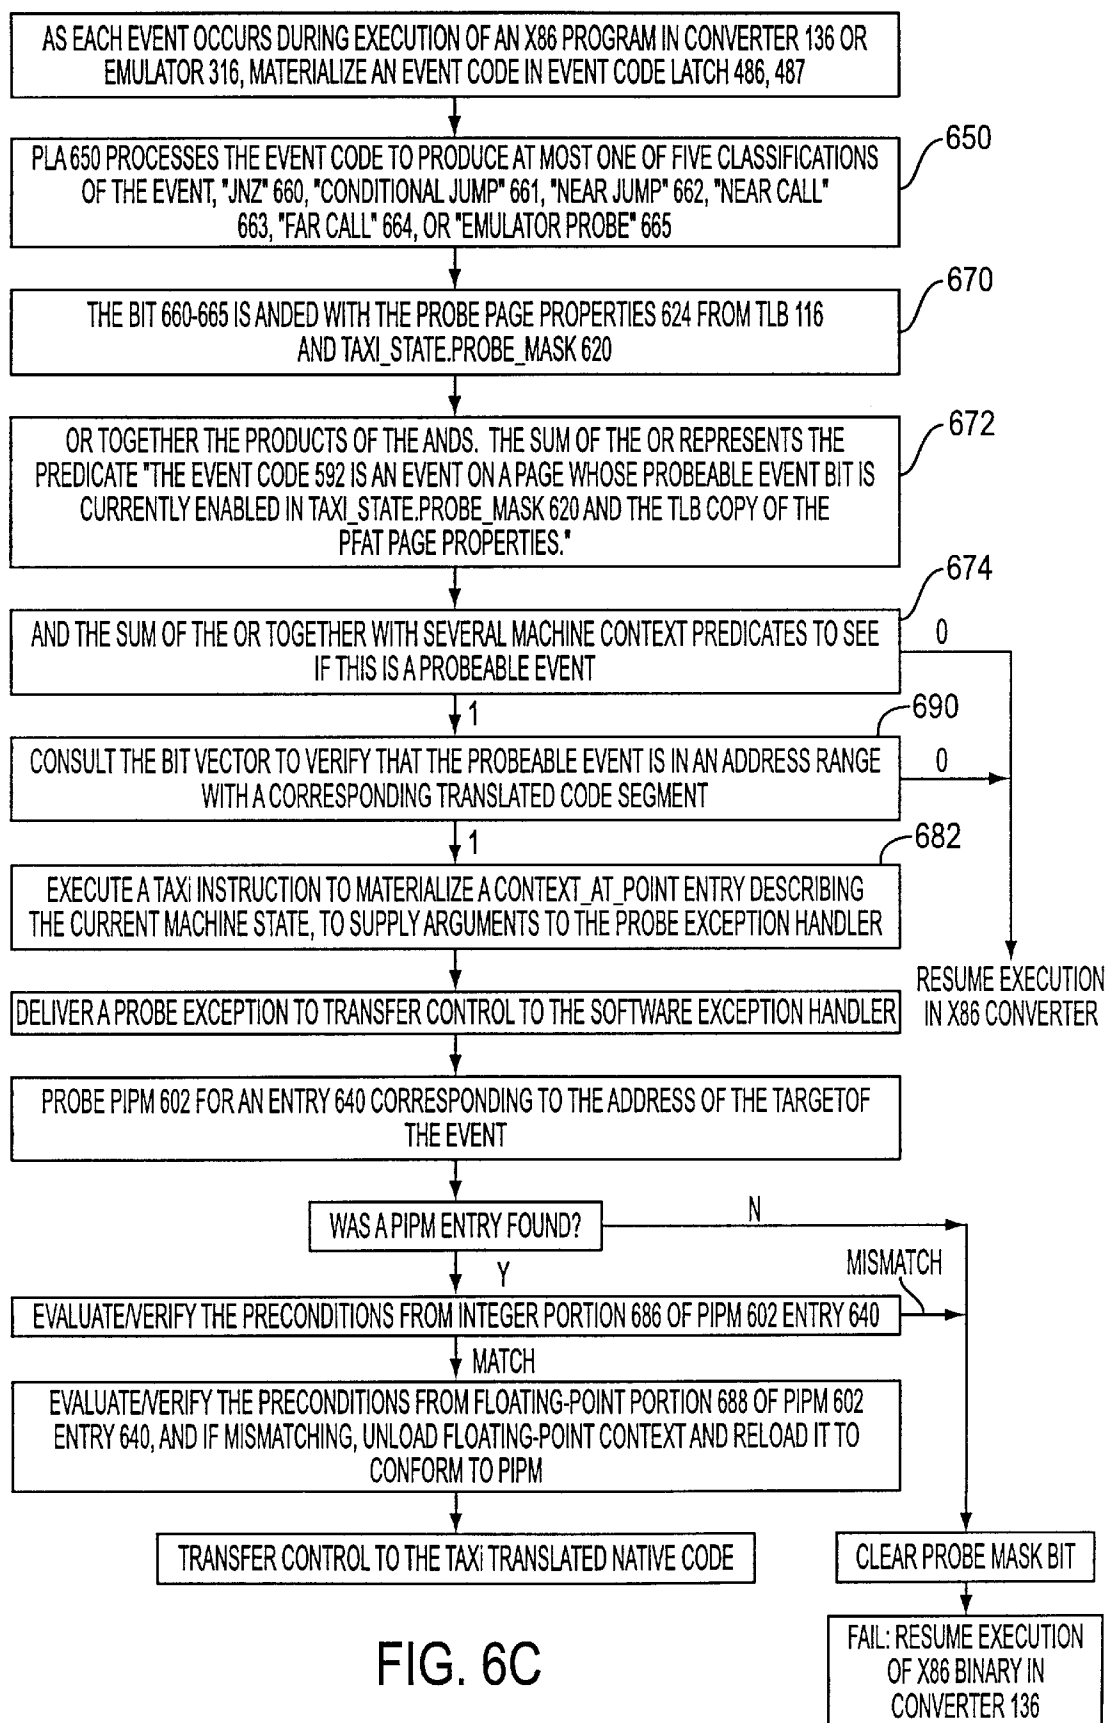 AS EACH EVENT OCCURS DURING EXECUTION OF AN X86 PROGRAM IN CONVERTER 136 OR
EMULATOR 316, MATERIALIZE AN EVENT CODE IN EVENT CODE LATCH 486, 487
650
PLA 650 PROCESSES THE EVENT CODE TO PRODUCE AT MOST ONE OF FIVE CLASSIFICATIONS
OF THE EVENT, "JNZ" 660, "CONDITIONAL JUMP" 661, "NEAR JUMP" 662, "NEAR CALL"
663, "FAR CALL" 664, OR "EMULATOR PROBE" 665
670
THE BIT 660-665 IS ANDED WITH THE PROBE PAGE PROPERTIES 624 FROM TLB 116
AND TAXI_STATE.PROBE_MASK 620
672
OR TOGETHER THE PRODUCTS OF THE ANDS. THE SUM OF THE OR REPRESENTS THE
PREDICATE "THE EVENT CODE 592 IS AN EVENT ON A PAGE WHOSE PROBEABLE EVENT BIT IS
CURRENTLY ENABLED IN TAXI_STATE.PROBE_MASK 620 AND THE TLB COPY OF THE
PFAT PAGE PROPERTIES."
674
AND THE SUM OF THE OR TOGETHER WITH SEVERAL MACHINE CONTEXT PREDICATES TO SEE
IF THIS IS A PROBEABLE EVENT
0
1
690
CONSULT THE BIT VECTOR TO VERIFY THAT THE PROBEABLE EVENT IS IN AN ADDRESS RANGE
WITH A CORRESPONDING TRANSLATED CODE SEGMENT
0
1
682
EXECUTE A TAXi INSTRUCTION TO MATERIALIZE A CONTEXT_AT_POINT ENTRY DESCRIBING
THE CURRENT MACHINE STATE, TO SUPPLY ARGUMENTS TO THE PROBE EXCEPTION HANDLER
RESUME EXECUTION
IN X86 CONVERTER
DELIVER A PROBE EXCEPTION TO TRANSFER CONTROL TO THE SOFTWARE EXCEPTION HANDLER
PROBE PIPM 602 FOR AN ENTRY 640 CORRESPONDING TO THE ADDRESS OF THE TARGETOF
THE EVENT
WAS A PIPM ENTRY FOUND?
N
Y
MISMATCH
EVALUATE/VERIFY THE PRECONDITIONS FROM INTEGER PORTION 686 OF PIPM 602 ENTRY 640
MATCH
EVALUATE/VERIFY THE PRECONDITIONS FROM FLOATING-POINT PORTION 688 OF PIPM 602
ENTRY 640, AND IF MISMATCHING, UNLOAD FLOATING-POINT CONTEXT AND RELOAD IT TO
CONFORM TO PIPM
TRANSFER CONTROL TO THE TAXi TRANSLATED NATIVE CODE
CLEAR PROBE MASK BIT
FAIL: RESUME EXECUTION
OF X86 BINARY IN
CONVERTER 136
FIG. 6C